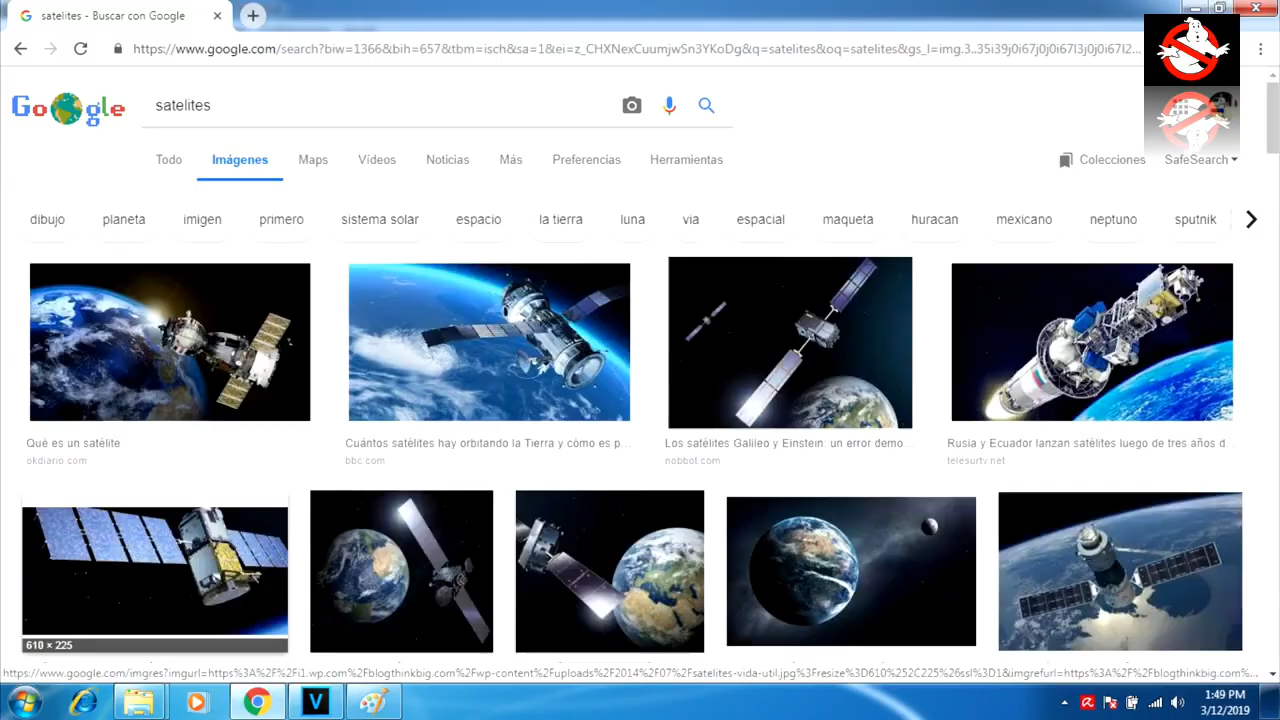 satelites - Buscar con Google
https://www.google.com/search?biw=1366&bih=657&tbm=isch&sa=1&ei=z_CHXNexCuumjwSn3YKoDg&q=satelites&oq=satelites&gs_l=img.3..35i39j0i67j0j0i67l3j0j0i67l2...
Google
satelites
Todo Imágenes Maps Vídeos Noticias Más Preferencias Herramientas Colecciones SafeSearch
dibujo planeta imigen primero sistema solar espacio la tierra luna via espacial maqueta huracan mexicano neptuno sputnik
Qué es un satélite
okdiario.com
Cuántos satélites hay orbitando la Tierra y cómo es p...
bbc.com
Los satélites Galileo y Einstein: un error demo...
nobbot.com
Rusia y Ecuador lanzan satélites luego de tres años d...
telesurtv.net
610 × 225
https://www.google.com/imgres?imgurl=https%3A%2F%2Fi1.wp.com%2Fblogthinkbig.com%2Fwp-content%2Fuploads%2F2014%2F07%2Fsatelites-vida-util.jpg%3Fresize%3D610%252C225%26ssl%3D1&imgrefurl=https%3A%2F%2Fblogthinkbig.com%2...
1:49 PM
3/12/2019